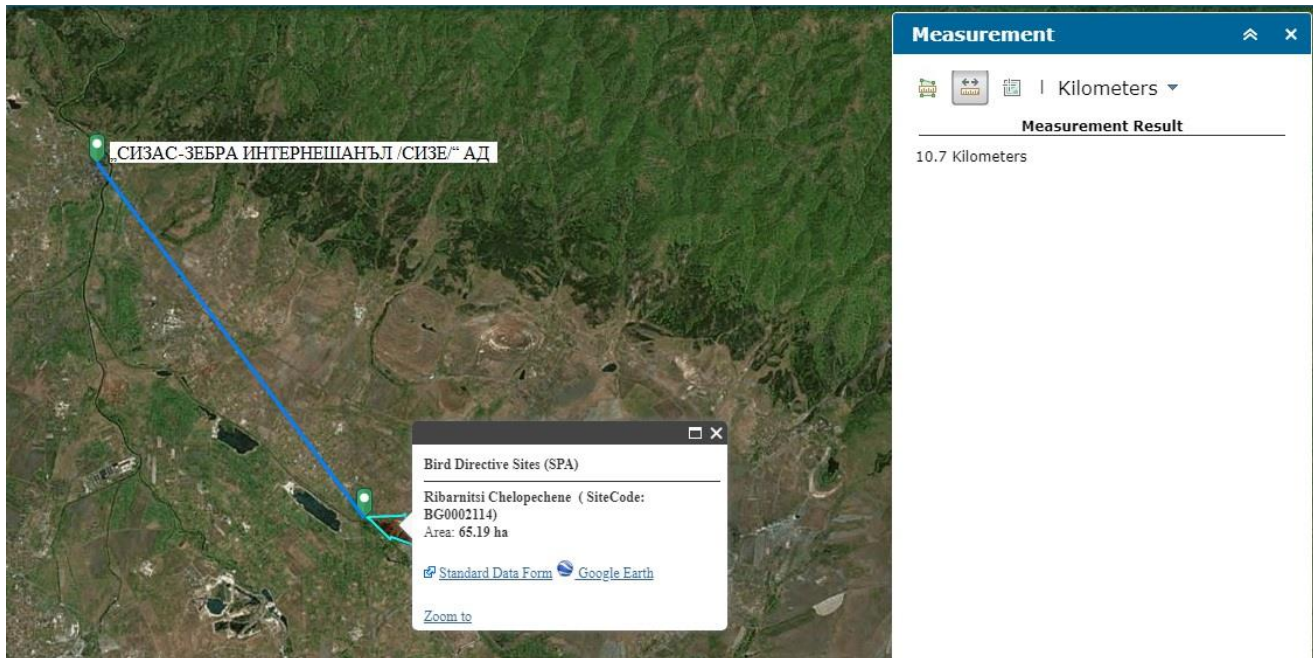 Measurement
Kilometers
Measurement Result
10.7 Kilometers
„СИЗАС-ЗЕБРА ИНТЕРНЕШАНЪЛ /СИЗЕ/“ АД
Bird Directive Sites (SPA)
Ribarnitsi Chelopechene ( SiteCode:
BG0002114)
Area: 65.19 ha
Standard Data Form Google Earth
Zoom to